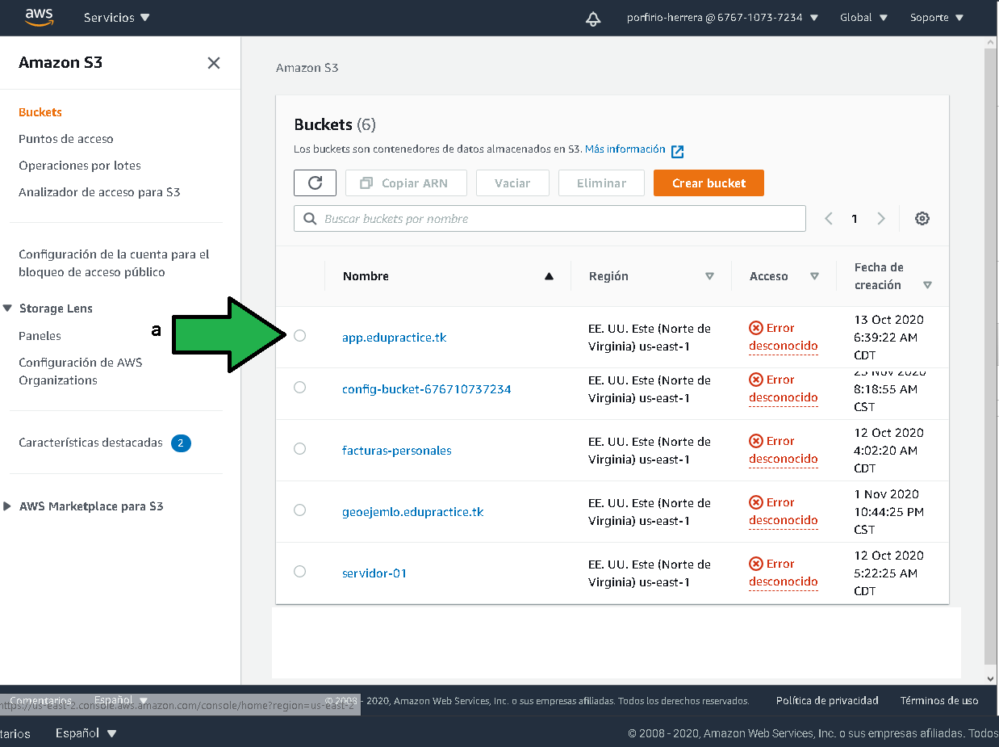 aws Servicios porfirio-herrera @ 6767-1073-7234 Global Soporte
Amazon S3
Buckets
Puntos de acceso
Operaciones por lotes
Analizador de acceso para S3
Configuración de la cuenta para el
bloqueo de acceso público
Storage Lens
Paneles
Configuración de AWS
Organizations
Características destacadas 2
AWS Marketplace para S3
a
Amazon S3
Buckets (6)
Los buckets son contenedores de datos almacenados en S3. Más información
Copiar ARN Vaciar Eliminar Crear bucket
Buscar buckets por nombre 1
Nombre Región Acceso Fecha de
creación
app.edupractice.tk EE. UU. Este (Norte de Error 13 Oct 2020
Virginia) us-east-1 desconocido 6:39:22 AM
CDT
config-bucket-676710737234 EE. UU. Este (Norte de Error 23 Nov 2020
Virginia) us-east-1 desconocido 8:18:55 AM
CST
facturas-personales EE. UU. Este (Norte de Error 12 Oct 2020
Virginia) us-east-1 desconocido 4:02:20 AM
CDT
geoejemlo.edupractice.tk EE. UU. Este (Norte de Error 1 Nov 2020
Virginia) us-east-1 desconocido 10:44:25 PM
CST
servidor-01 EE. UU. Este (Norte de Error 12 Oct 2020
Virginia) us-east-1 desconocido 5:22:25 AM
CDT
Comentarios Español © 2008 - 2020, Amazon Web Services, Inc. o sus empresas afiliadas. Todos los derechos reservados. Política de privacidad Términos de uso
https://us-east-2.console.aws.amazon.com/console/home?region=us-east-2
tarios Español © 2008 - 2020, Amazon Web Services, Inc. o sus empresas afiliadas. Todos